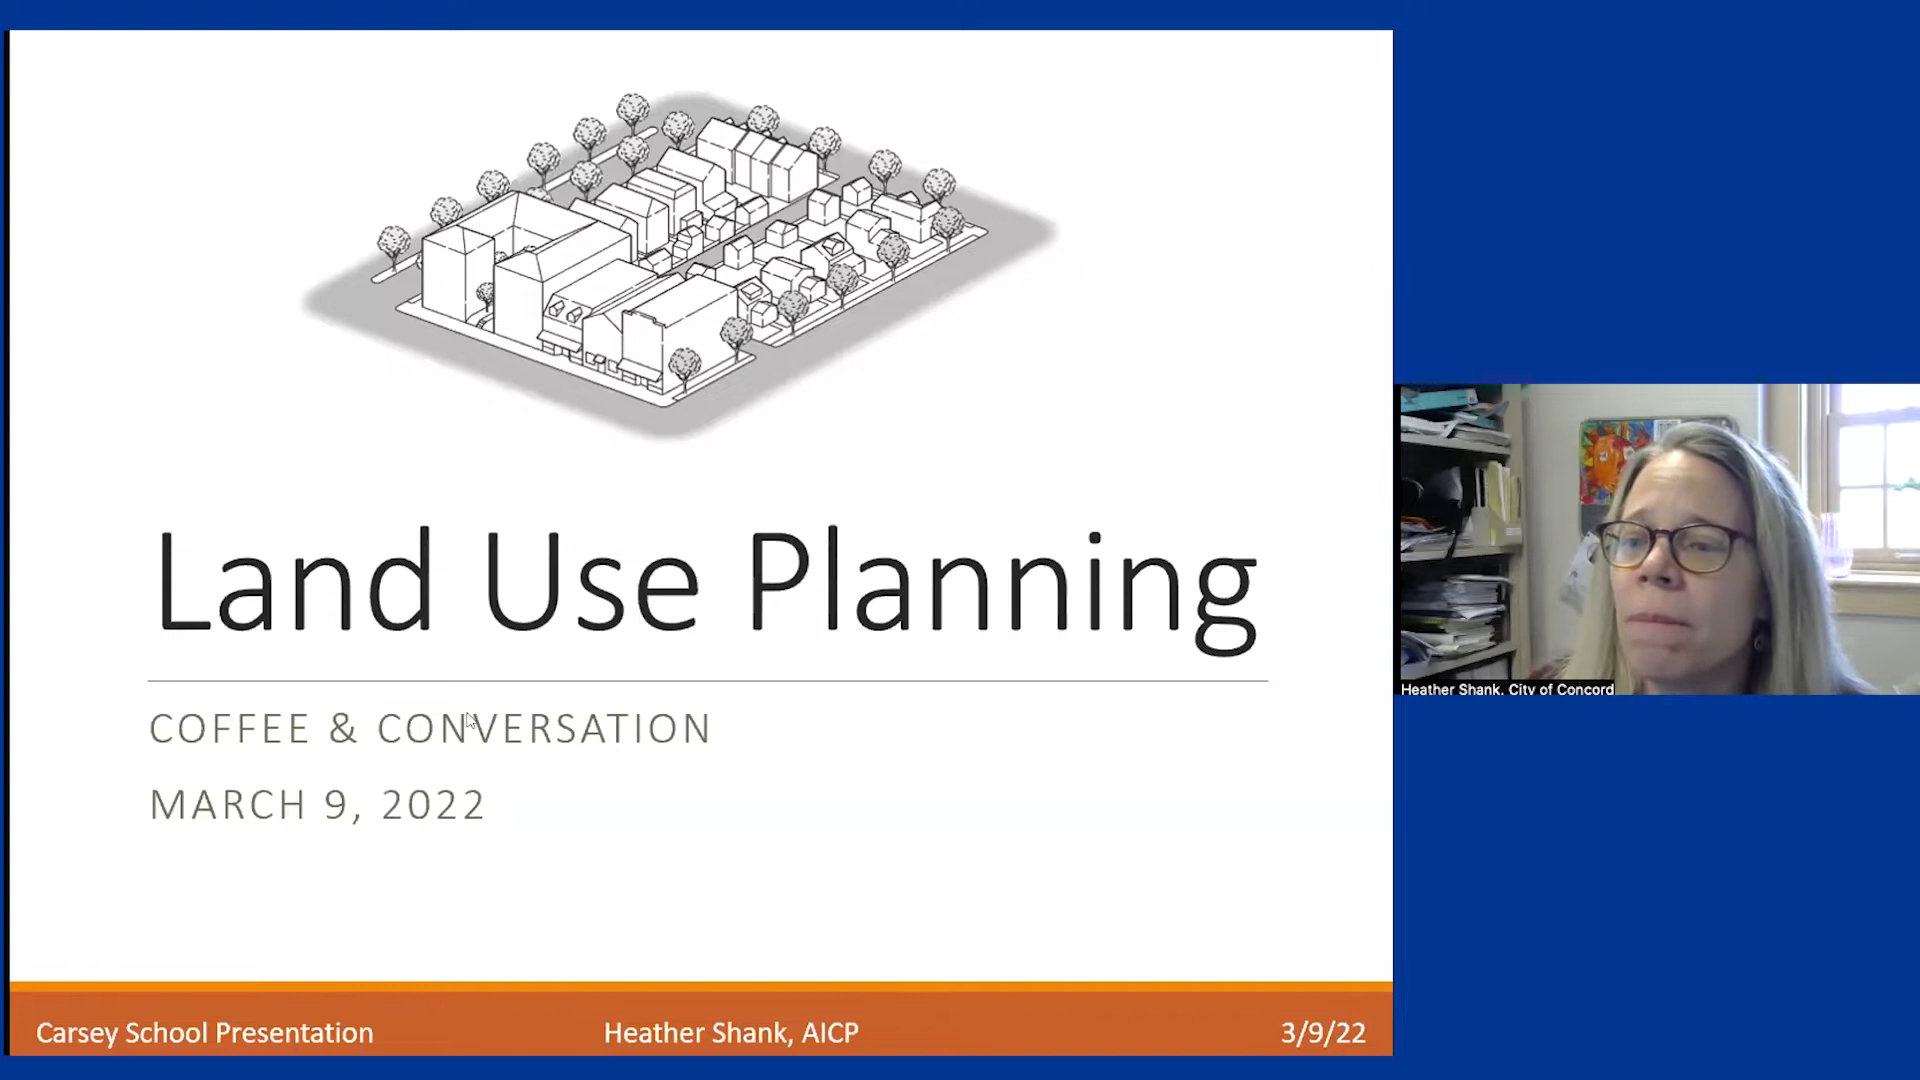 Land Use Planning
COFFEE & CONVERSATION
MARCH 9, 2022
Carsey School Presentation
Heather Shank, AICP
3/9/22
Heather Shank, City of Concord